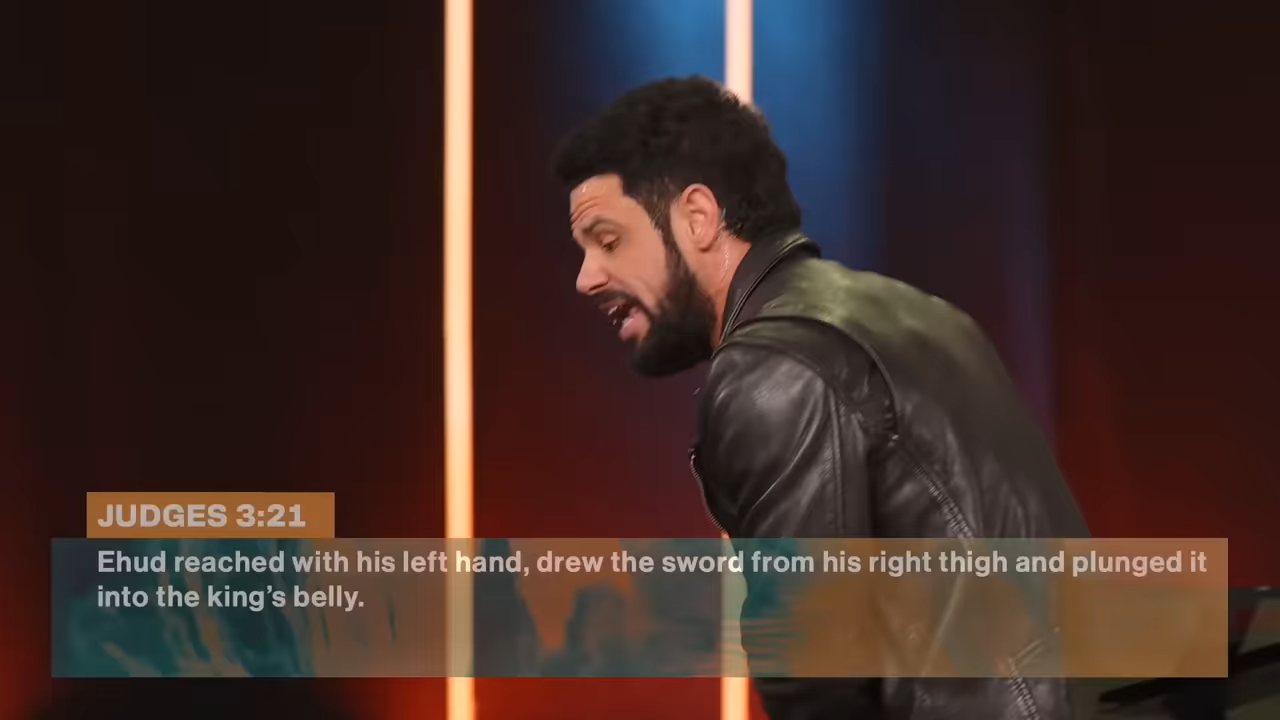 JUDGES 3:21
Ehud reached with his left hand, drew the sword from his right thigh and plunged it
into the king’s belly.